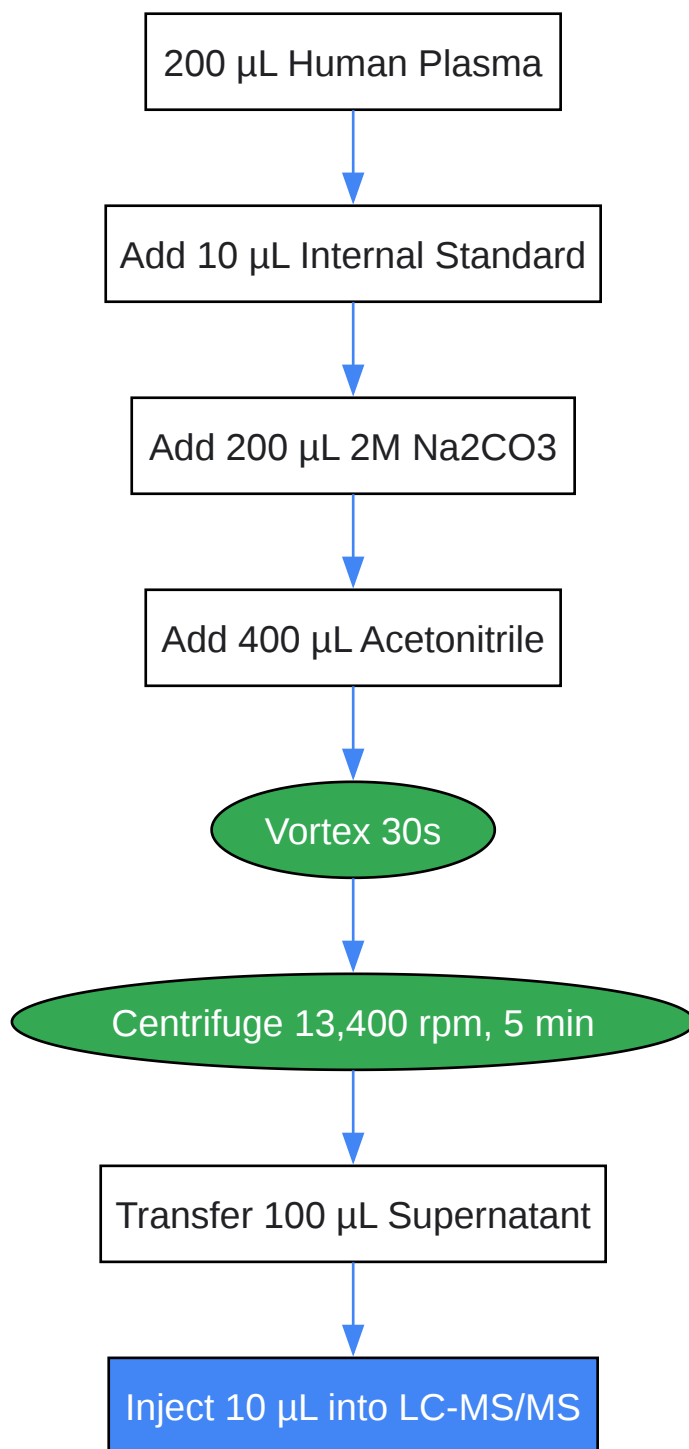 200 µL Human Plasma
Add 10 µL Internal Standard
Add 200 µL 2M Na2CO3
Add 400 µL Acetonitrile
Vortex 30s
Centrifuge 13,400 rpm, 5 min
Transfer 100 µL Supernatant
Inject 10 µL into LC-MS/MS